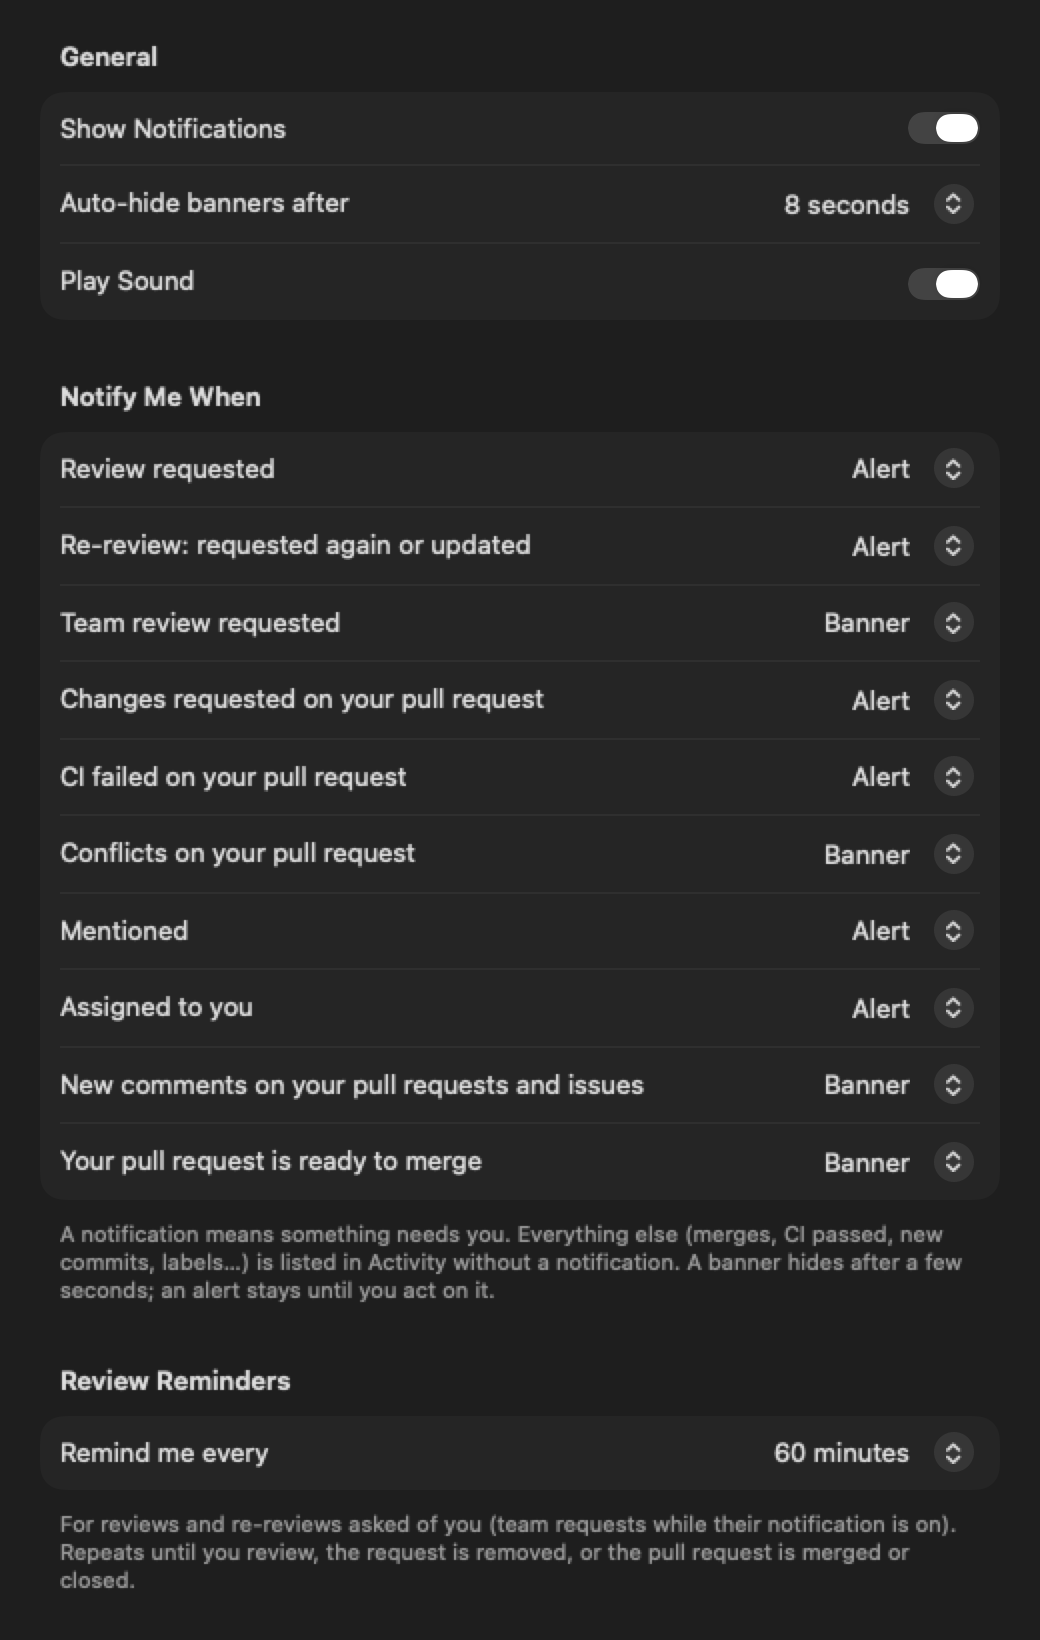 General
Show Notifications
Auto-hide banners after 8 seconds
Play Sound
Notify Me When
Review requested Alert
Re-review: requested again or updated Alert
Team review requested Banner
Changes requested on your pull request Alert
CI failed on your pull request Alert
Conflicts on your pull request Banner
Mentioned Alert
Assigned to you Alert
New comments on your pull requests and issues Banner
Your pull request is ready to merge Banner
A notification means something needs you. Everything else (merges, CI passed, new
commits, labels...) is listed in Activity without a notification. A banner hides after a few
seconds; an alert stays until you act on it.
Review Reminders
Remind me every 60 minutes
For reviews and re-reviews asked of you (team requests while their notification is on).
Repeats until you review, the request is removed, or the pull request is merged or
closed.